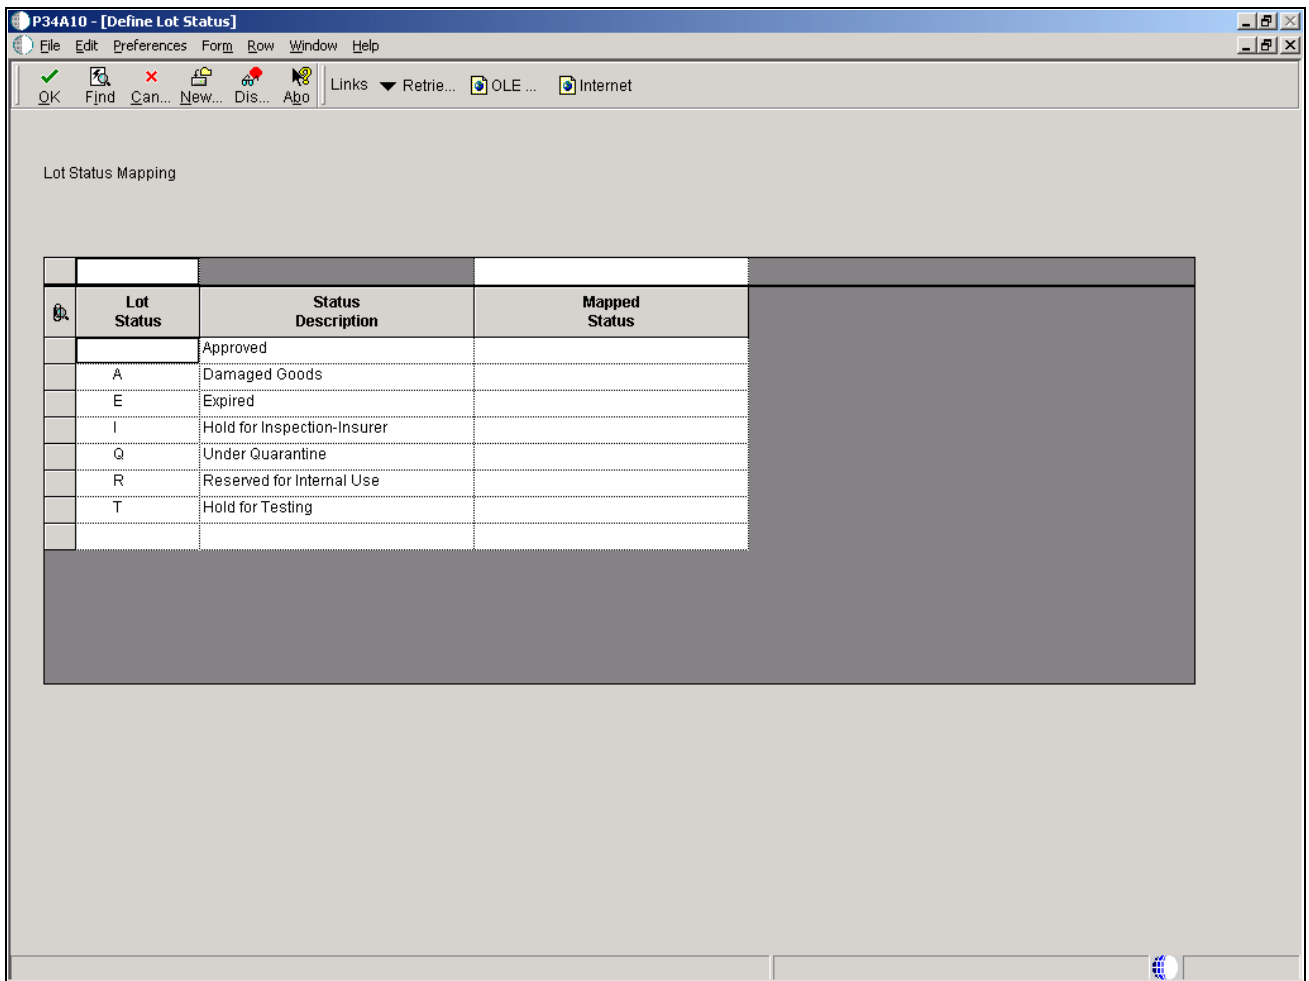 P34A10 - [Define Lot Status]
File Edit Preferences Form Row Window Help
OK Find Can... New... Dis... Abo Links Retrie... OLE ... Internet
Lot Status Mapping
Lot Status Status Description Mapped Status
Approved
A Damaged Goods
E Expired
I Hold for Inspection-Insurer
Q Under Quarantine
R Reserved for Internal Use
T Hold for Testing